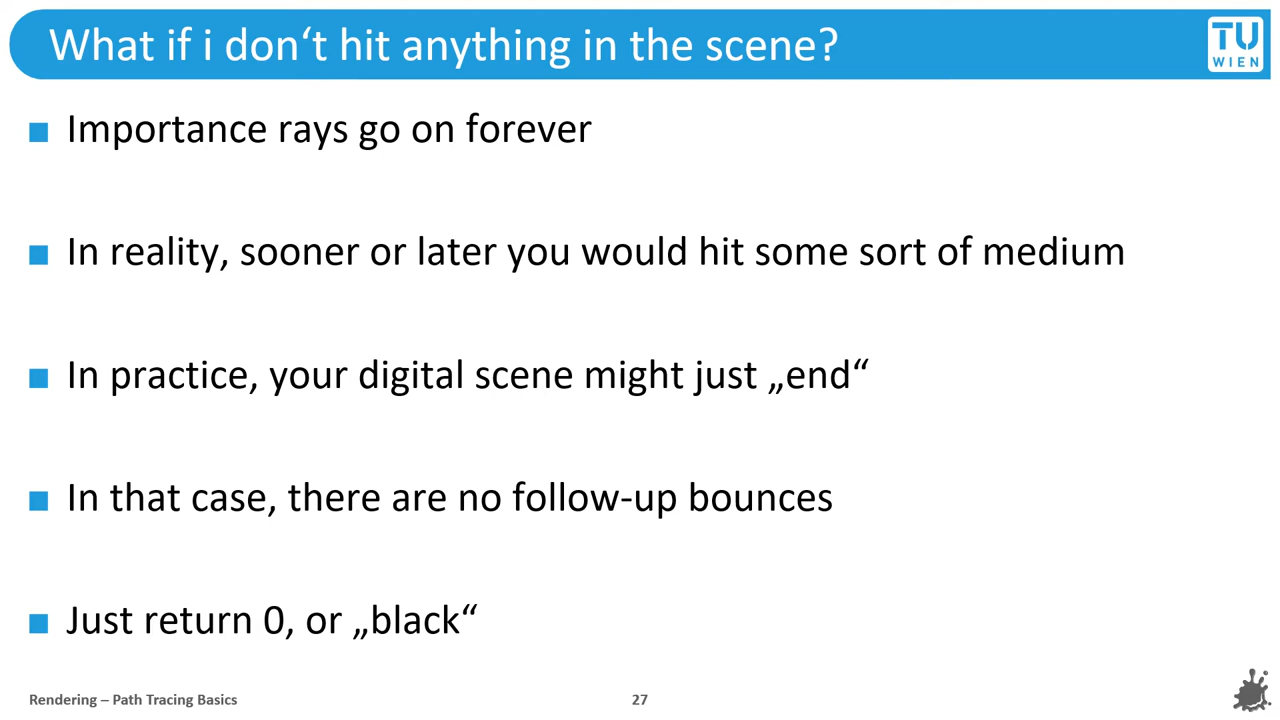 What if i don‘t hit anything in the scene?
TU
WIEN
■ Importance rays go on forever
■ In reality, sooner or later you would hit some sort of medium
■ In practice, your digital scene might just „end“
■ In that case, there are no follow-up bounces
■ Just return 0, or „black“
Rendering – Path Tracing Basics
27